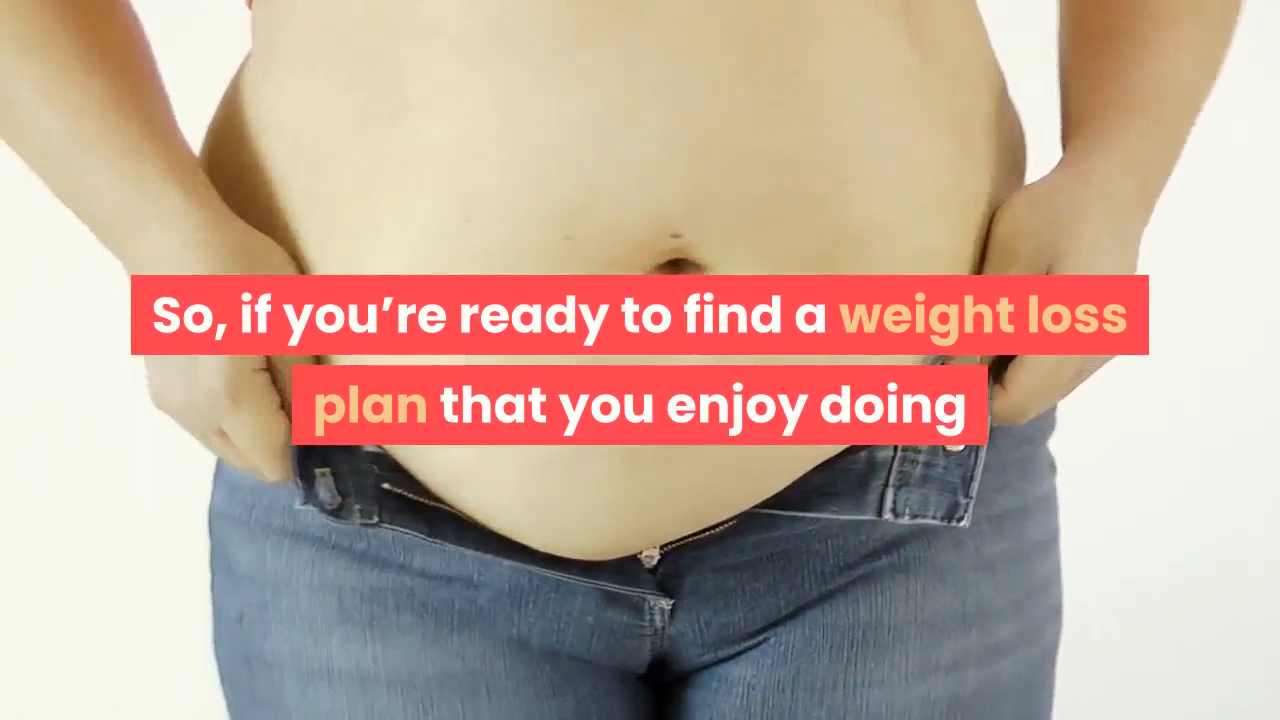 So, if you’re ready to find a weight loss
plan that you enjoy doing